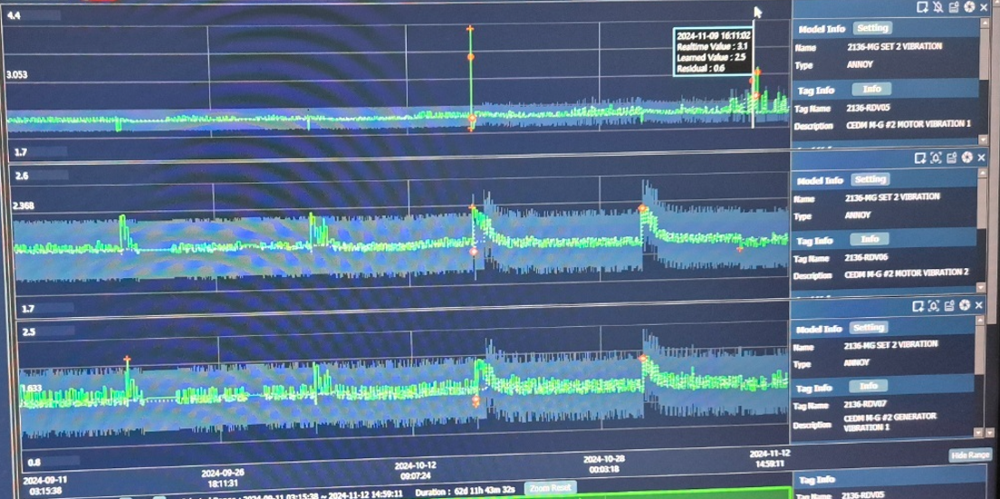 4.4
3.053
1.7
2024-11-09 16:11:02
Realtime Value : 3.1
Learned Value : 2.5
Residual : 0.6
Model Info Setting
Name 2136-MG SET 2 VIBRATION
Type ANNOY
Tag Info Info
Tag Name 2136-RDV05
Description CEDM M-G #2 MOTOR VIBRATION 1
2.6
2.368
1.7
Model Info Setting
Name 2136-MG SET 2 VIBRATION
Type ANNOY
Tag Info Info
Tag Name 2136-RDV06
Description CEDM M-G #2 MOTOR VIBRATION 2
2.5
1.633
0.8
Model Info Setting
Name 2136-MG SET 2 VIBRATION
Type ANNOY
Tag Info Info
Tag Name 2136-RDV07
Description CEDM M-G #2 GENERATOR
VIBRATION 1
2024-09-11
03:15:38
2024-09-26
18:11:31
2024-10-12
09:07:24
2024-10-28
00:03:18
2024-11-12
14:59:11
Hide Range
03:15:38 ~ 2024-11-12 14:59:11 Duration : 62d 11h 43m 32s Zoom Reset
Tag Info
Tag Name 2136-RDV05